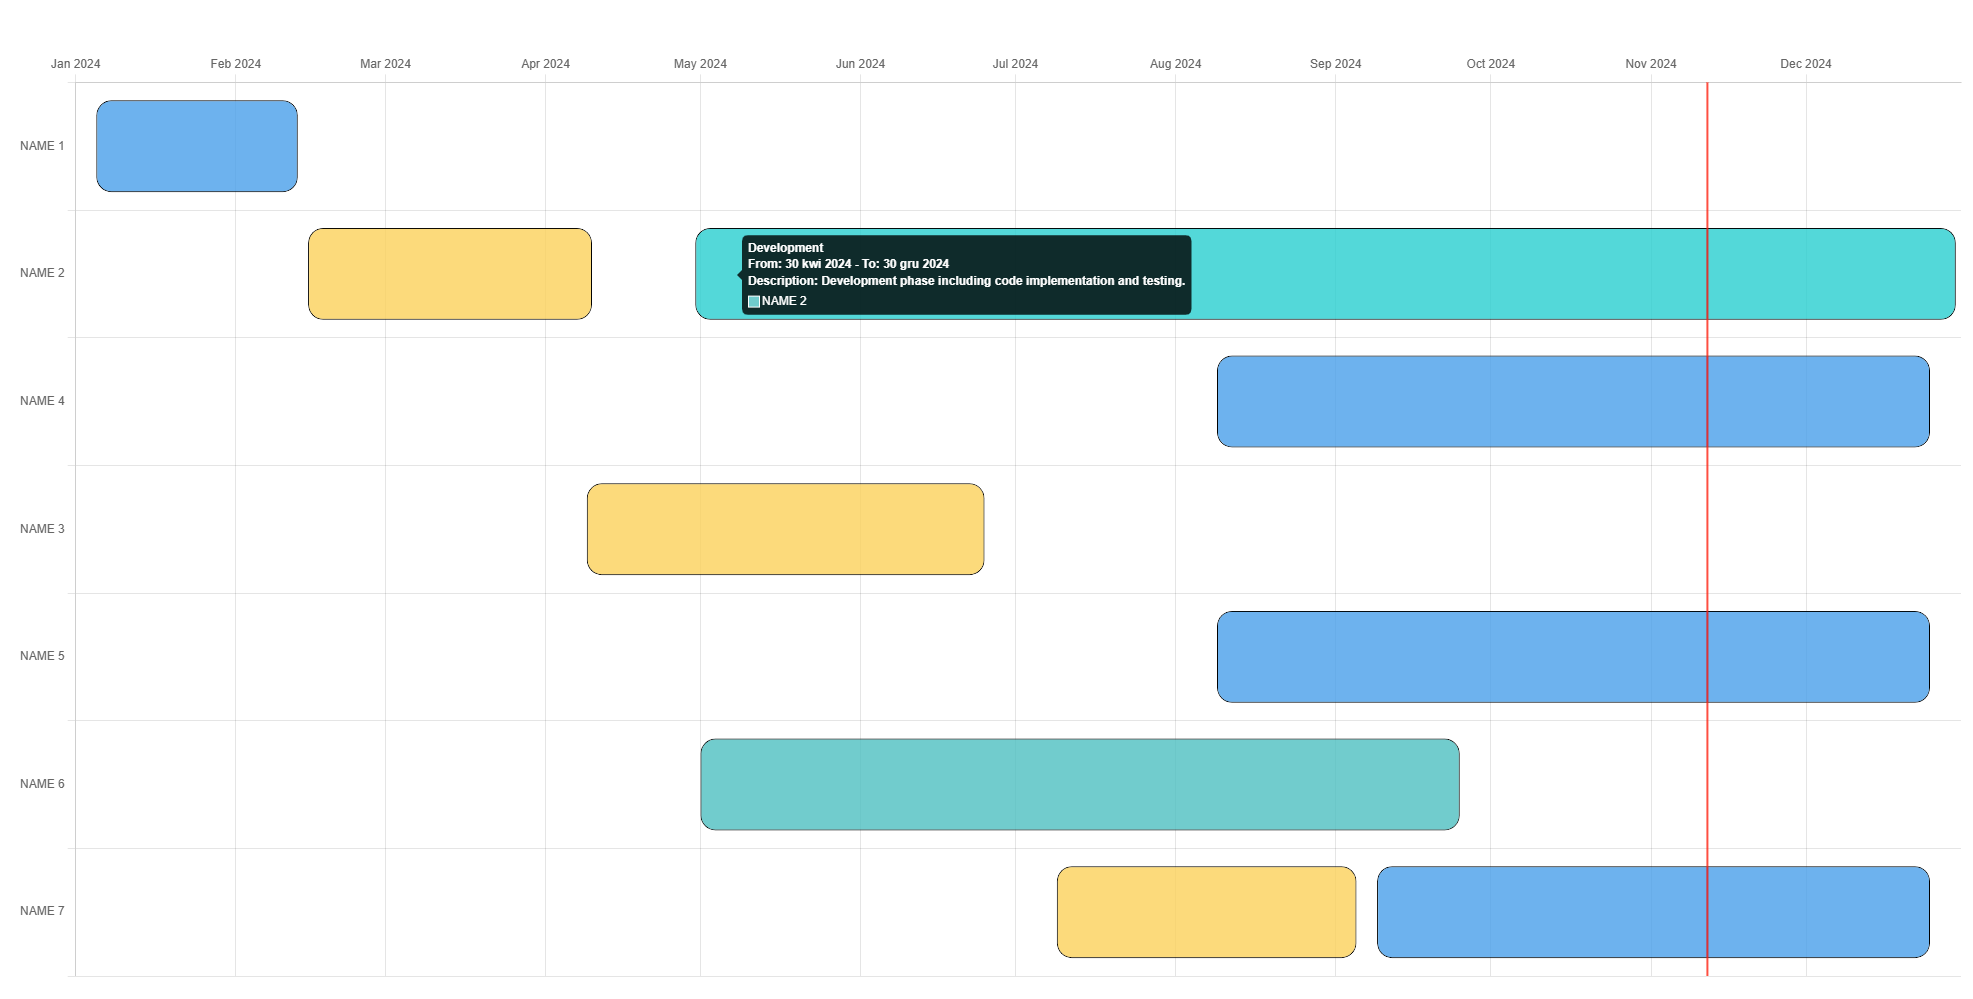 Jan 2024 Feb 2024 Mar 2024 Apr 2024 May 2024 Jun 2024 Jul 2024 Aug 2024 Sep 2024 Oct 2024 Nov 2024 Dec 2024
NAME 1
NAME 2
Development
From: 30 kwi 2024 - To: 30 gru 2024
Description: Development phase including code implementation and testing.
NAME 2
NAME 4
NAME 3
NAME 5
NAME 6
NAME 7